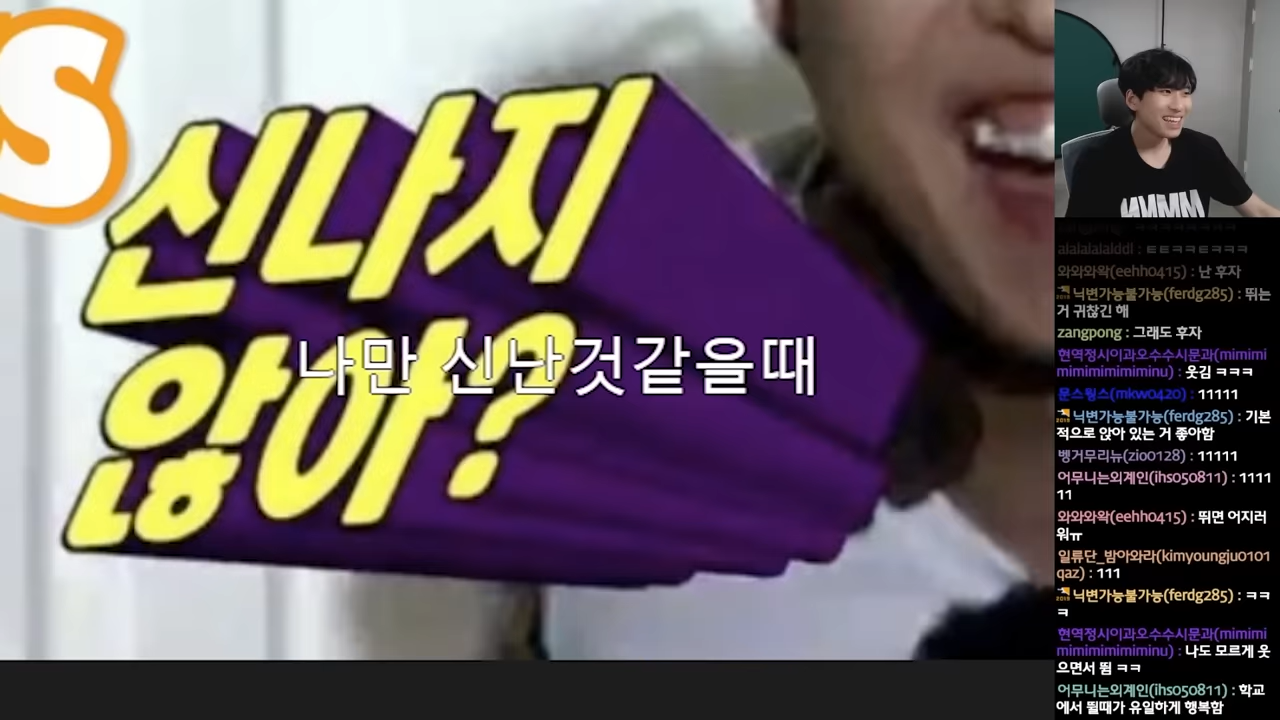 S
신나지
않아?
나만 신난것같을때
와와와왁(eehh0415) : 난 후자
닉변가능불가능(ferdg285) : 뛰는
거 귀찮긴 해
zangpong : 그래도 후자
현역정시이과오수수시문과(mimimi
mimimimimiminu) : 웃김 ㅋㅋㅋ
문스윙스(mkw0420) : 11111
닉변가능불가능(ferdg285) : 기본
적으로 앉아 있는 거 좋아함
벵거무리뉴(zio0128) : 11111
어무니는외계인(ihs050811) : 1111
11
와와와왁(eehh0415) : 뛰면 어지러
워ㅠ
일류단_밤아와라(kimyoungju0101
qaz) : 111
닉변가능불가능(ferdg285) : ㅋㅋ
ㅋ
현역정시이과오수수시문과(mimimi
mimimimimiminu) : 나도 모르게 웃
으면서 뜀 ㅋㅋ
어무니는외계인(ihs050811) : 학교
에서 뛸때가 유일하게 행복함